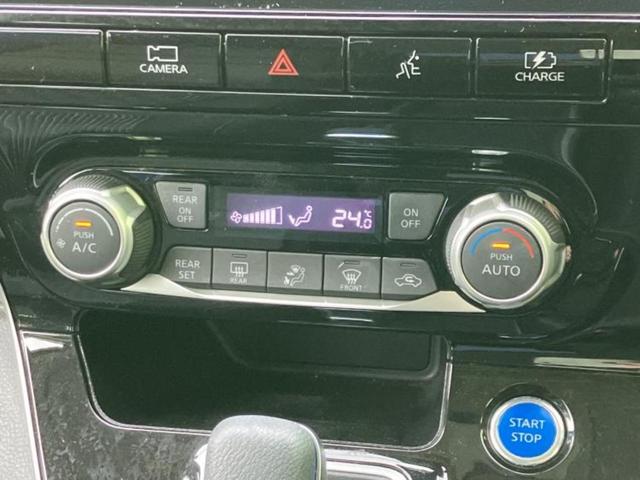 CAMERA
CHARGE
REAR
ON
OFF
24.0
°C
ON
OFF
PUSH
A/C
PUSH
AUTO
REAR
SET
REAR
FRONT
START
STOP